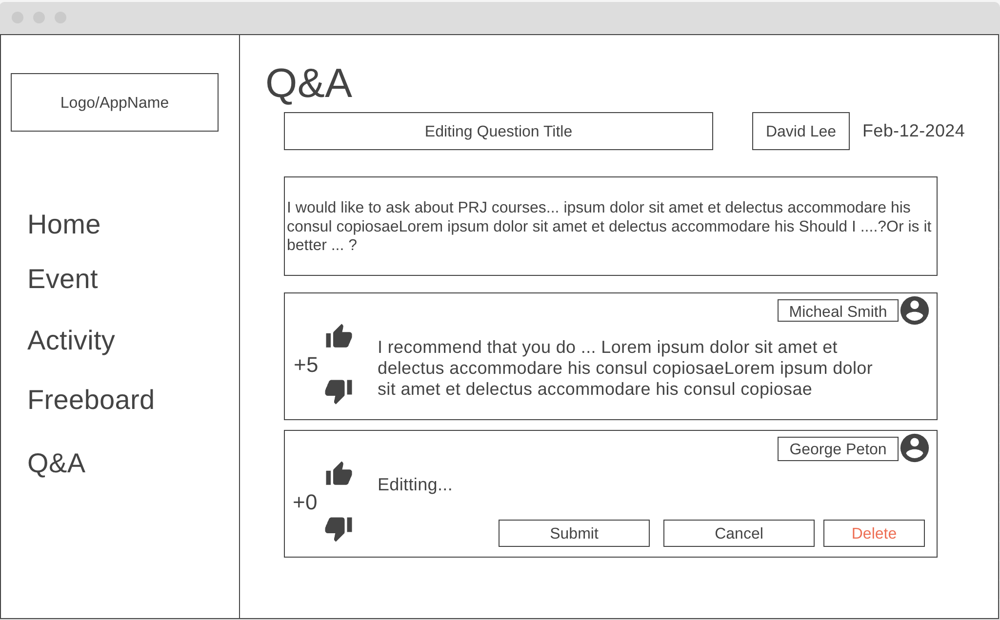 Logo/AppName
Home
Event
Activity
Freeboard
Q&A
Q&A
Editing Question Title
David Lee
Feb-12-2024
I would like to ask about PRJ courses... ipsum dolor sit amet et delectus accommodare his
consul copiosaeLorem ipsum dolor sit amet et delectus accommodare his Should I ....?Or is it
better ... ?
Micheal Smith
+5
I recommend that you do ... Lorem ipsum dolor sit amet et
delectus accommodare his consul copiosaeLorem ipsum dolor
sit amet et delectus accommodare his consul copiosae
George Peton
+0
Editting...
Submit
Cancel
Delete